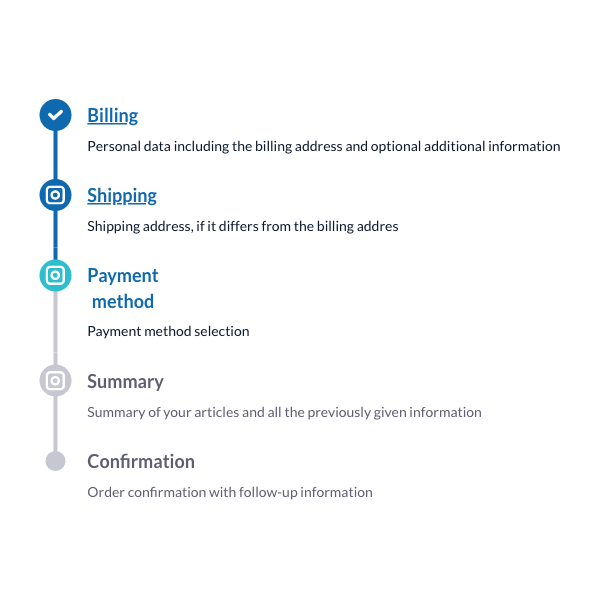 Billing
Personal data including the billing address and optional additional information
Shipping
Shipping address, if it differs from the billing addres
Payment
method
Payment method selection
Summary
Summary of your articles and all the previously given information
Confirmation
Order confirmation with follow-up information